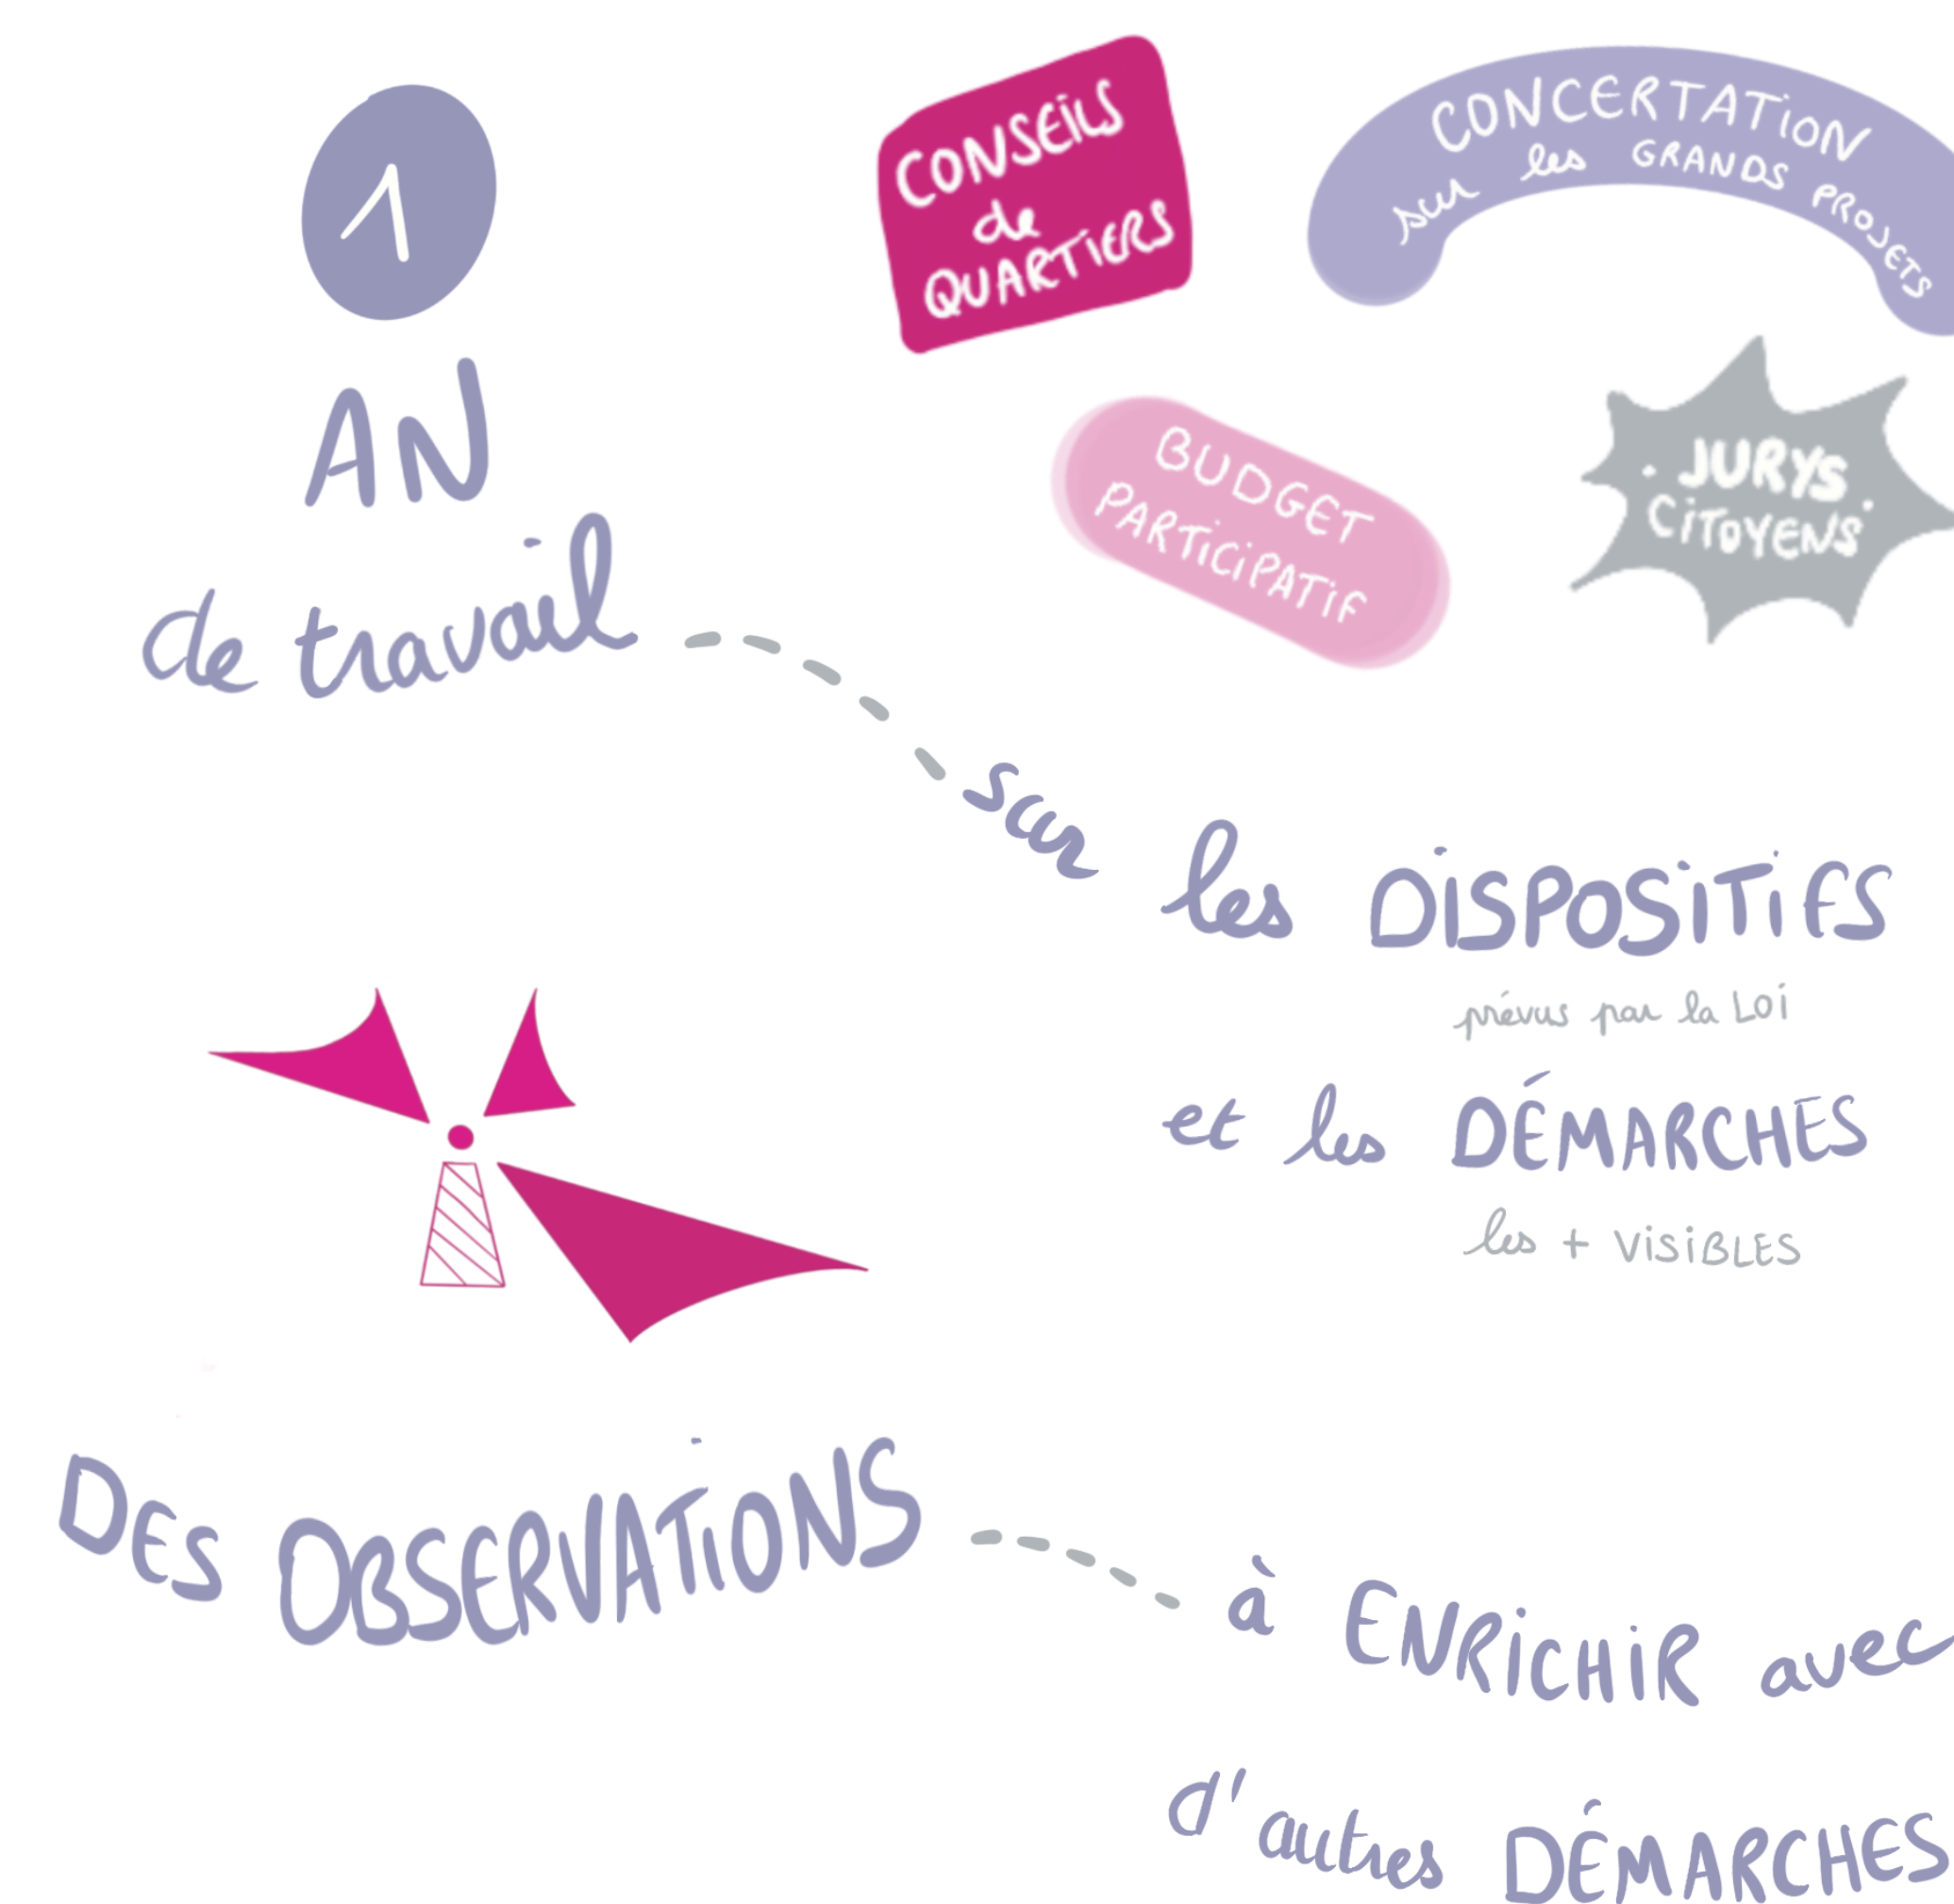 1
AN
de travail
CONSEILS
de
QUARTIERS
CONCERTATION
sur les GRANDS PROJETS
BUDGET
PARTICIPATIF
JURYS
CITOYENS
sur les DISPOSITIFS
prévus par la LOI
et les DÉMARCHES
les + VISIBLES
DES OBSERVATIONS
à ENRICHIR avec
d'autres DÉMARCHES